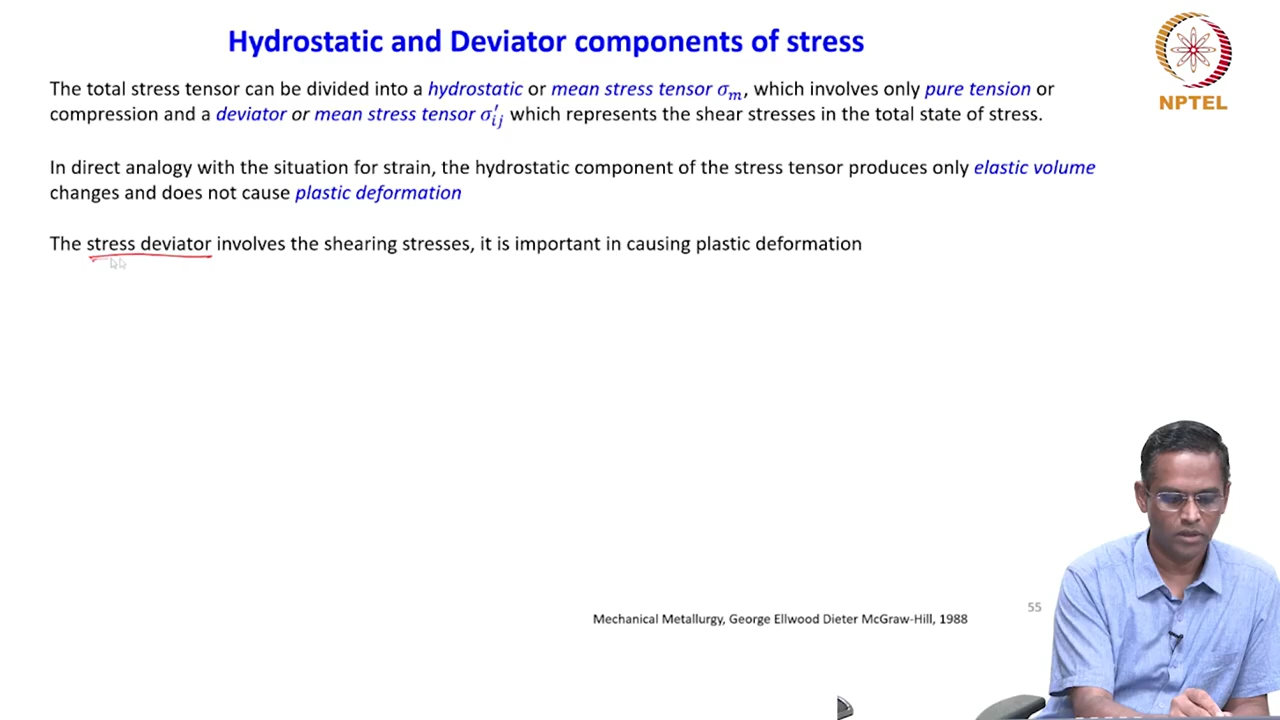 Hydrostatic and Deviator components of stress
NPTEL
The total stress tensor can be divided into a hydrostatic or mean stress tensor σₘ, which involves only pure tension or
compression and a deviator or mean stress tensor σ′ᵢⱼ which represents the shear stresses in the total state of stress.
In direct analogy with the situation for strain, the hydrostatic component of the stress tensor produces only elastic volume
changes and does not cause plastic deformation
The stress deviator involves the shearing stresses, it is important in causing plastic deformation
55
Mechanical Metallurgy, George Ellwood Dieter McGraw-Hill, 1988